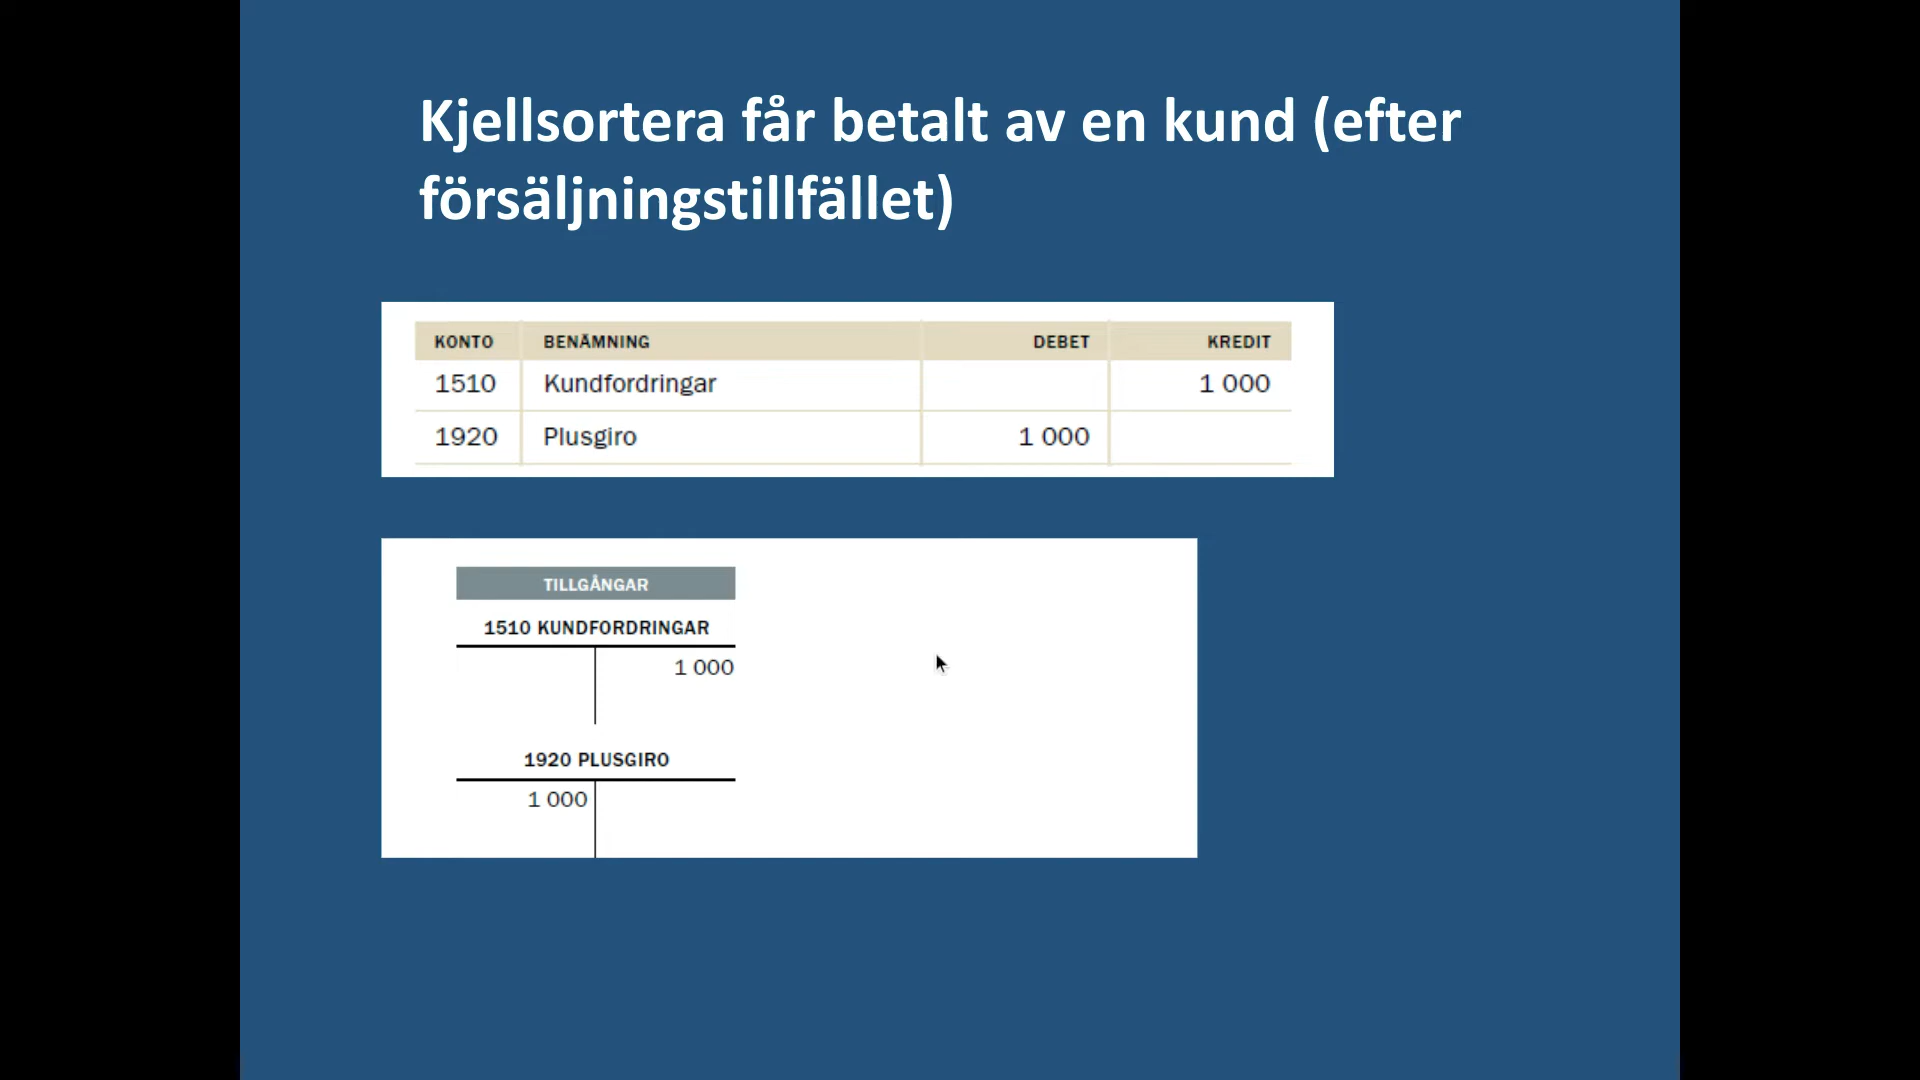 Kjellsortera får betalt av en kund (efter
försäljningstillfället)
KONTO BENÄMNING DEBET KREDIT
1510 Kundfordringar 1 000
1920 Plusgiro 1 000
TILLGÅNGAR
1510 KUNDFORDRINGAR
1 000
1920 PLUSGIRO
1 000